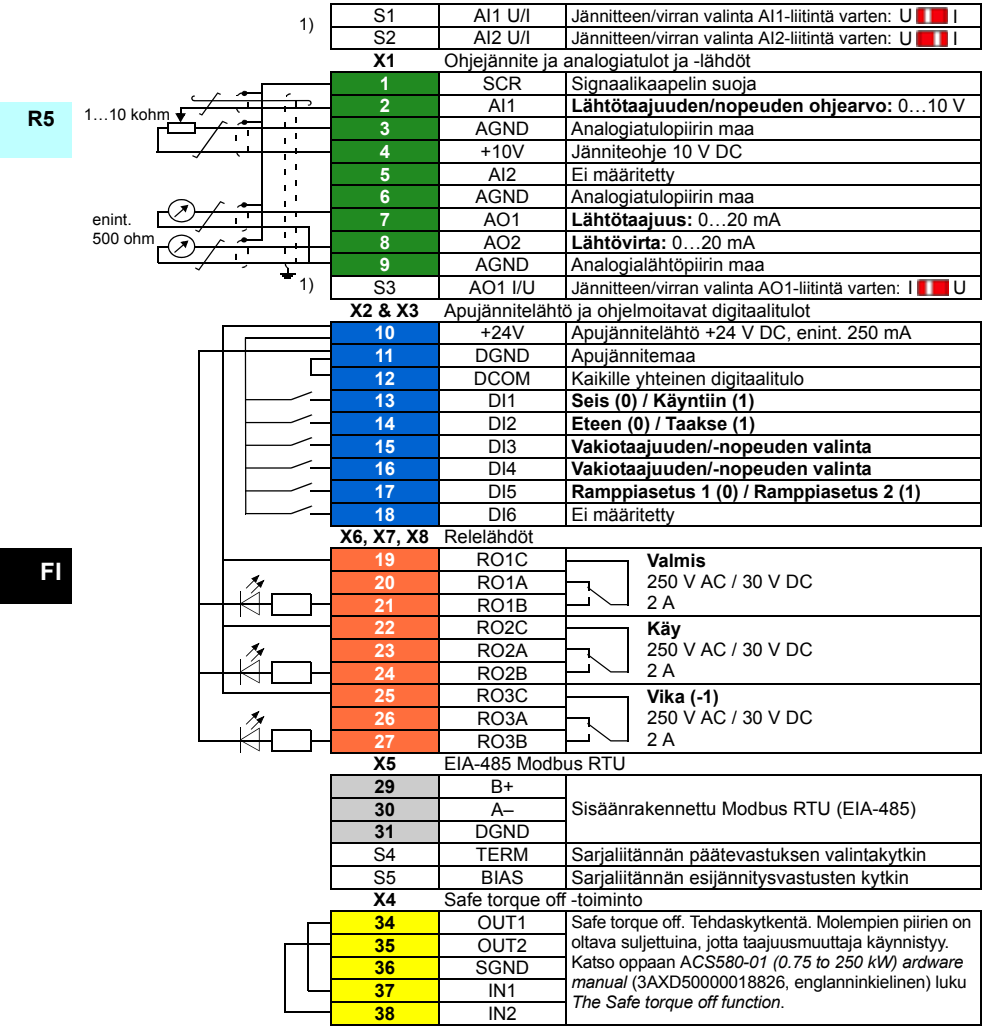 1) S1 AI1 U/I Jännitteen/virran valinta AI1-liitintä varten: U I
S2 AI2 U/I Jännitteen/virran valinta AI2-liitintä varten: U I
X1 Ohjejännite ja analogiatulot ja -lähdöt
1 SCR Signaalikaapelin suoja
R5
1…10 kohm
2 AI1 Lähtötaajuuden/nopeuden ohjearvo: 0…10 V
3 AGND Analogiatulopiirin maa
4 +10V Jänniteohje 10 V DC
5 AI2 Ei määritetty
6 AGND Analogiatulopiirin maa
enint.
500 ohm
7 AO1 Lähtötaajuus: 0…20 mA
8 AO2 Lähtövirta: 0…20 mA
9 AGND Analogialähtöpiirin maa
1) S3 AO1 I/U Jännitteen/virran valinta AO1-liitintä varten: I U
X2 & X3 Apujännitelähtö ja ohjelmoitavat digitaalitulot
10 +24V Apujännitelähtö +24 V DC, enint. 250 mA
11 DGND Apujännitemaa
12 DCOM Kaikille yhteinen digitaalitulo
13 DI1 Seis (0) / Käyntiin (1)
14 DI2 Eteen (0) / Taakse (1)
15 DI3 Vakiotaajuuden/-nopeuden valinta
16 DI4 Vakiotaajuuden/-nopeuden valinta
17 DI5 Ramppiasetus 1 (0) / Ramppiasetus 2 (1)
18 DI6 Ei määritetty
X6, X7, X8 Relelähdöt
FI
19 RO1C Valmis
20 RO1A 250 V AC / 30 V DC
21 RO1B 2 A
22 RO2C Käy
23 RO2A 250 V AC / 30 V DC
24 RO2B 2 A
25 RO3C Vika (-1)
26 RO3A 250 V AC / 30 V DC
27 RO3B 2 A
X5 EIA-485 Modbus RTU
29 B+
30 A– Sisäänrakennettu Modbus RTU (EIA-485)
31 DGND
S4 TERM Sarjaliitännän päätevastuksen valintakytkin
S5 BIAS Sarjaliitännän esijännitysvastusten kytkin
X4 Safe torque off -toiminto
34 OUT1 Safe torque off. Tehdaskytkentä. Molempien piirien on
35 OUT2 oltava suljettuina, jotta taajuusmuuttaja käynnistyy.
36 SGND Katso oppaan ACS580-01 (0.75 to 250 kW) ardware
37 IN1 manual (3AXD50000018826, englanninkielinen) luku
38 IN2 The Safe torque off function.